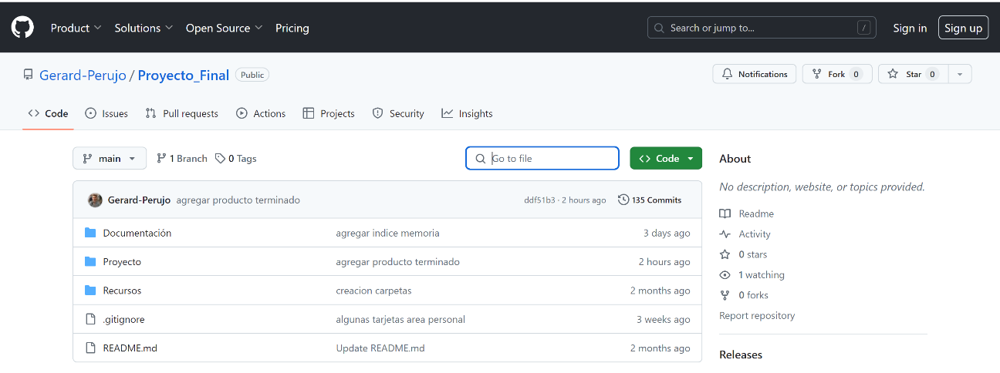 Product Solutions Open Source Pricing Search or jump to... / Sign in Sign up
Gerard-Perujo / Proyecto_Final Public Notifications Fork 0 Star 0
Code Issues Pull requests Actions Projects Security Insights
main 1 Branch 0 Tags Go to file Code
Gerard-Perujo agregar producto terminado ddf51b3 · 2 hours ago 135 Commits
Documentación agregar indice memoria 3 days ago
Proyecto agregar producto terminado 2 hours ago
Recursos creacion carpetas 2 months ago
.gitignore algunas tarjetas area personal 3 weeks ago
README.md Update README.md 2 months ago
About
No description, website, or topics provided.
Readme
Activity
0 stars
1 watching
0 forks
Report repository
Releases